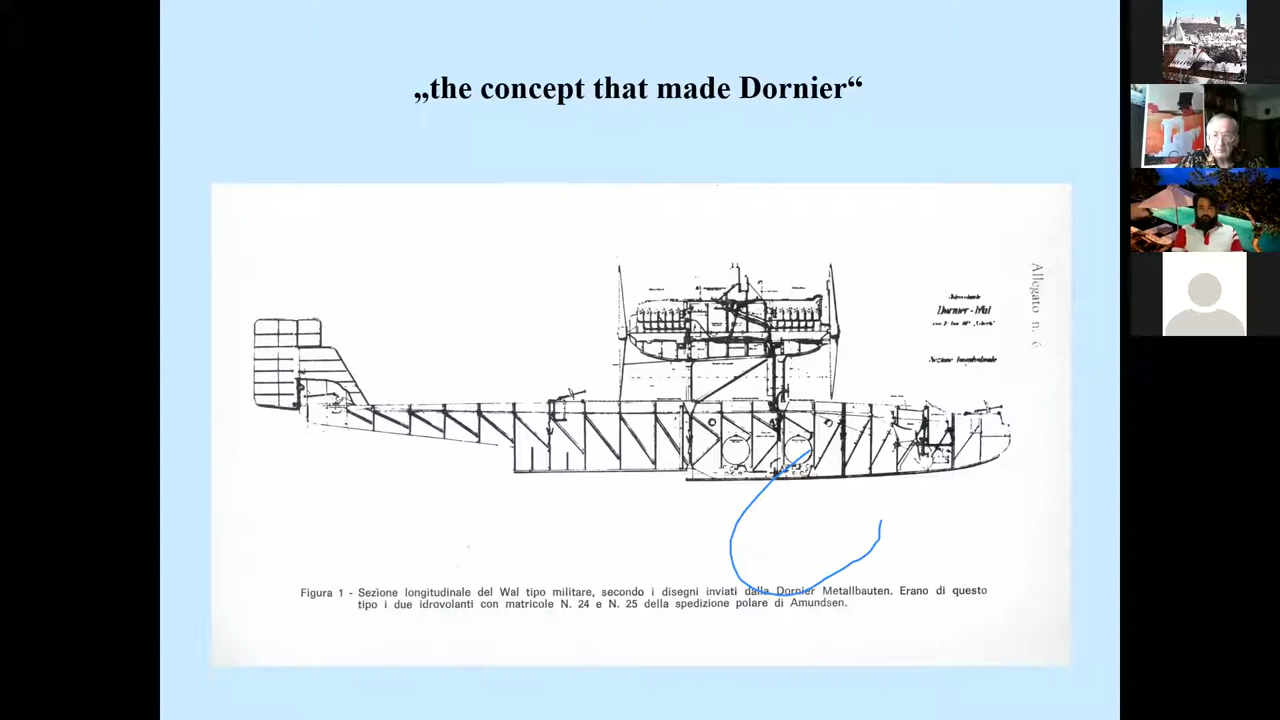 „the concept that made Dornier“
Dornier - Wal
Allegato n. 6
Figura 1 - Sezione longitudinale del Wal tipo militare, secondo i disegni inviati dalla Dornier Metallbauten. Erano di questo
tipo i due idrovolanti con matricole N. 24 e N. 25 della spedizione polare di Amundsen.